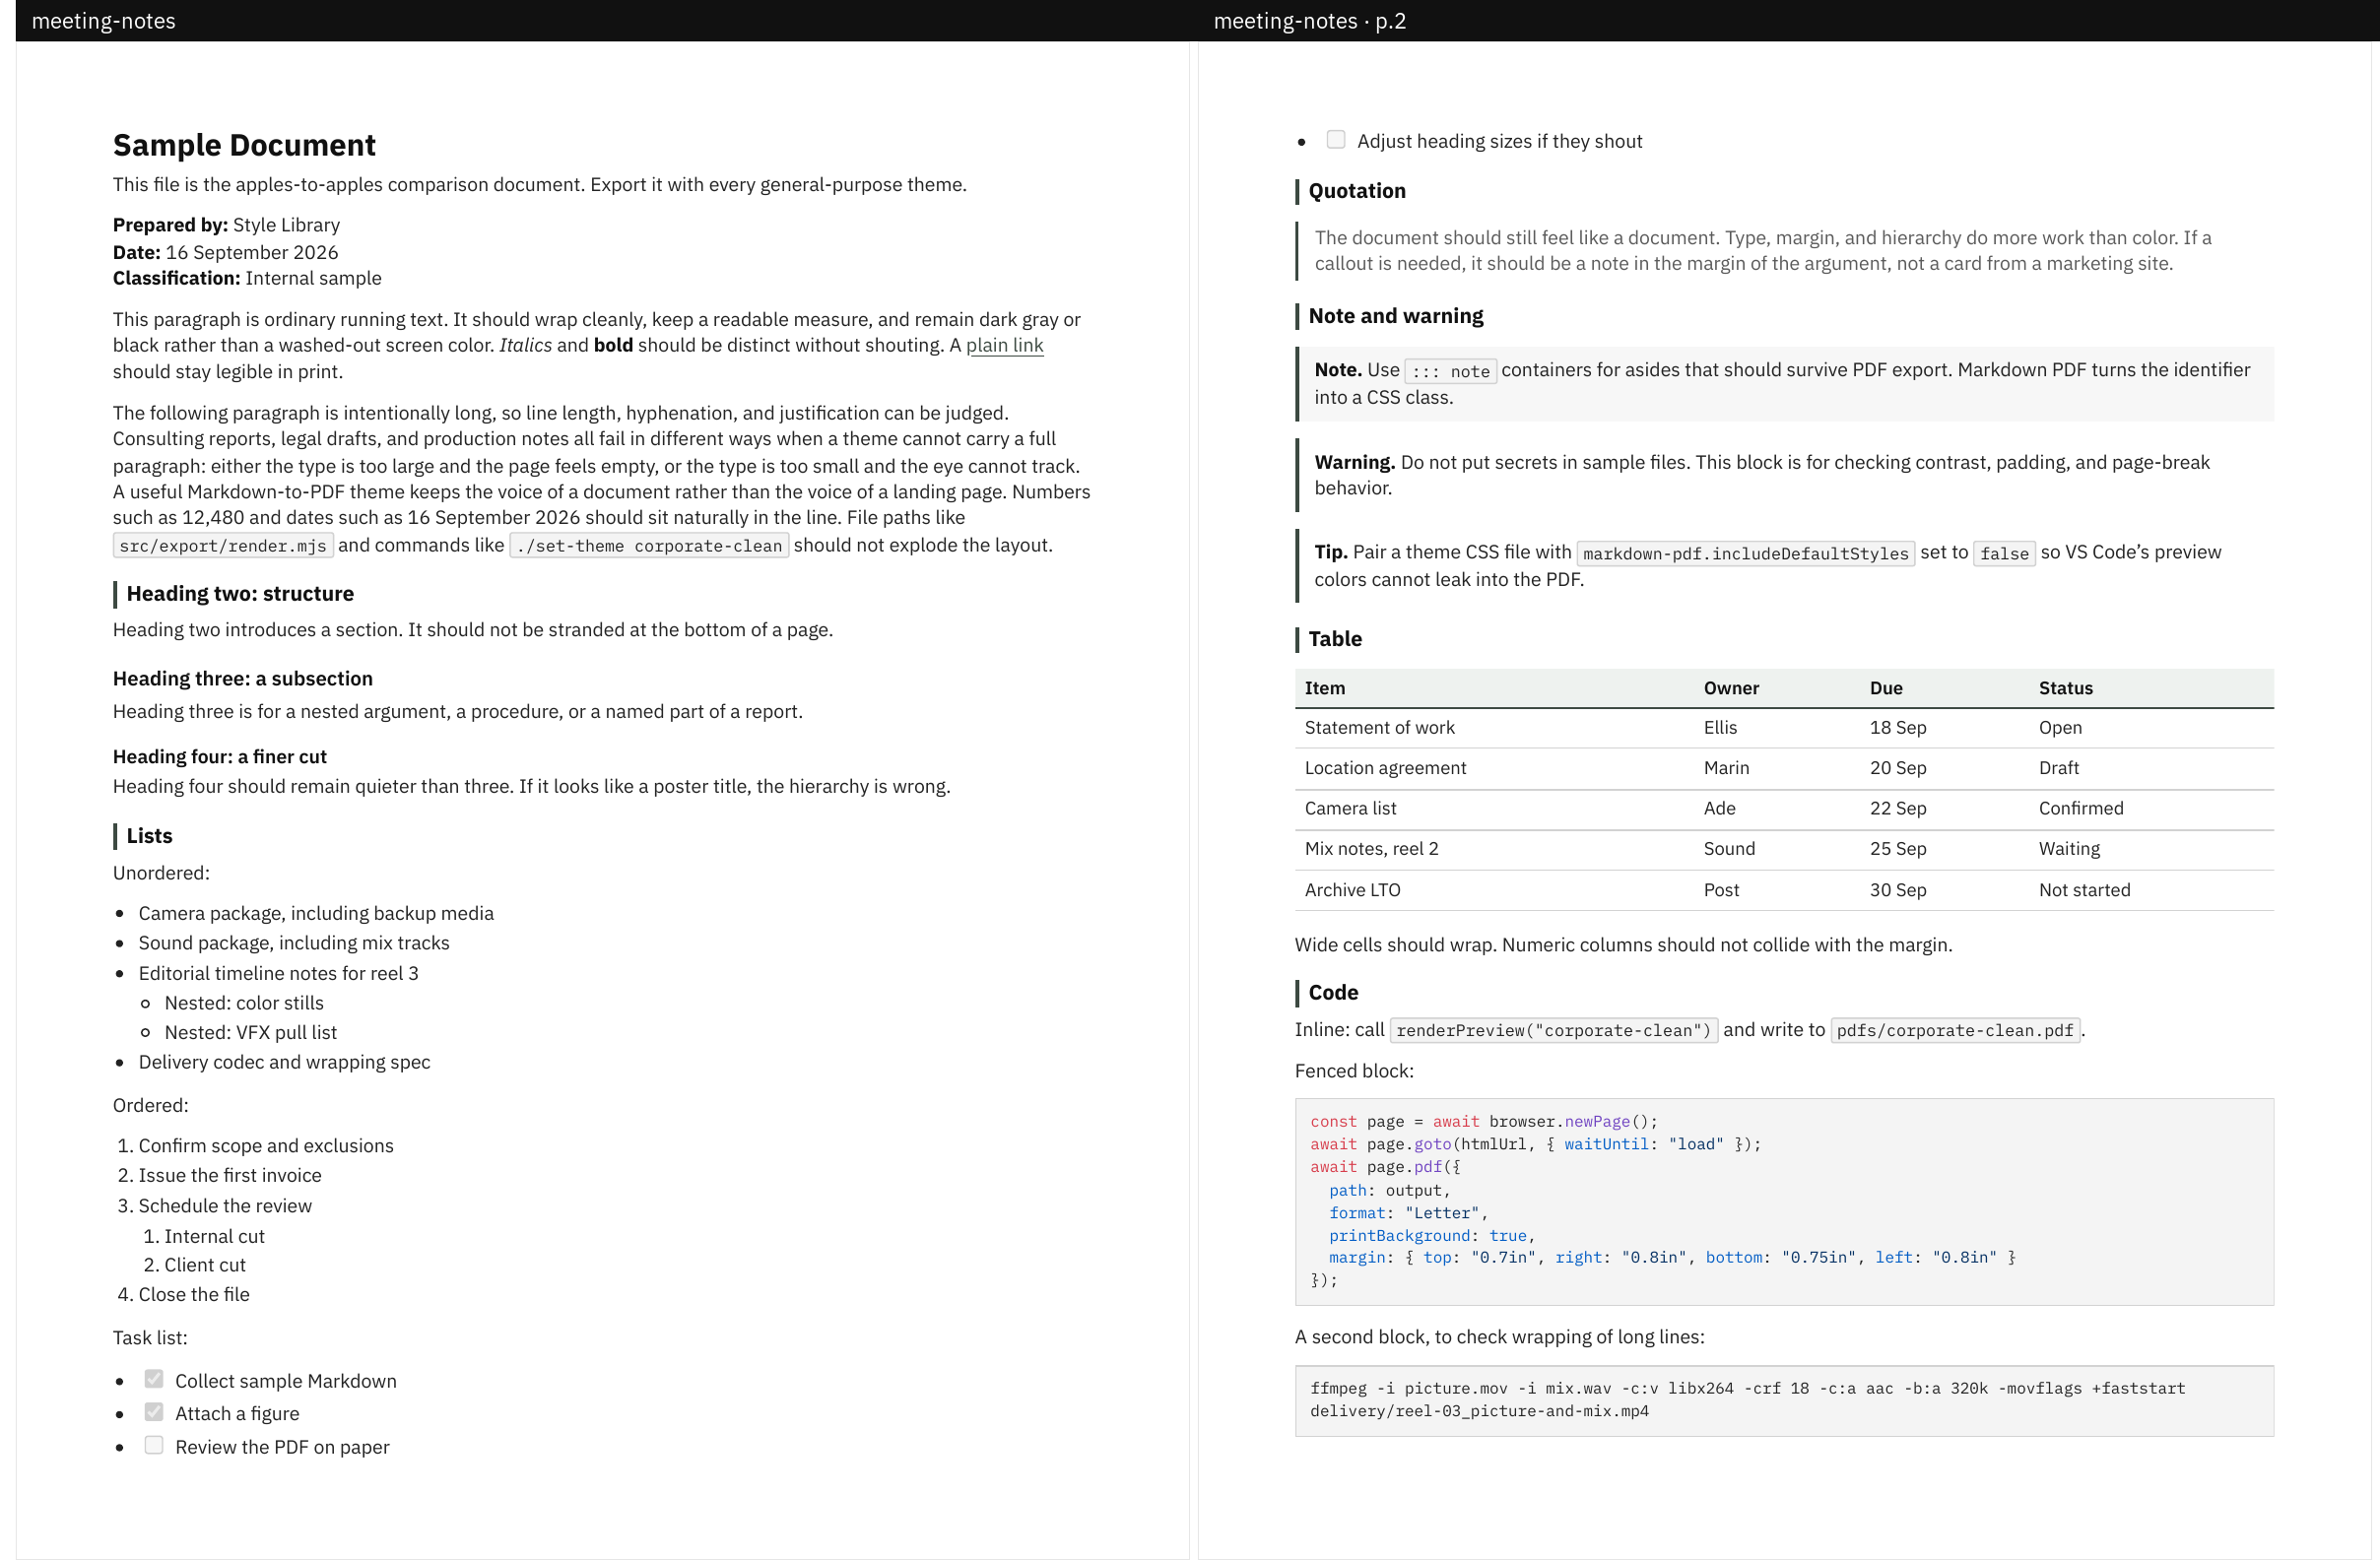 meeting-notes
Sample Document
This file is the apples-to-apples comparison document. Export it with every general-purpose theme.
Prepared by: Style Library
Date: 16 September 2026
Classification: Internal sample
This paragraph is ordinary running text. It should wrap cleanly, keep a readable measure, and remain dark gray or
black rather than a washed-out screen color. Italics and bold should be distinct without shouting. A plain link
should stay legible in print.
The following paragraph is intentionally long, so line length, hyphenation, and justification can be judged.
Consulting reports, legal drafts, and production notes all fail in different ways when a theme cannot carry a full
paragraph: either the type is too large and the page feels empty, or the type is too small and the eye cannot track.
A useful Markdown-to-PDF theme keeps the voice of a document rather than the voice of a landing page. Numbers
such as 12,480 and dates such as 16 September 2026 should sit naturally in the line. File paths like
src/export/render.mjs and commands like ./set-theme corporate-clean should not explode the layout.
Heading two: structure
Heading two introduces a section. It should not be stranded at the bottom of a page.
Heading three: a subsection
Heading three is for a nested argument, a procedure, or a named part of a report.
Heading four: a finer cut
Heading four should remain quieter than three. If it looks like a poster title, the hierarchy is wrong.
Lists
Unordered:
• Camera package, including backup media
• Sound package, including mix tracks
• Editorial timeline notes for reel 3
◦ Nested: color stills
◦ Nested: VFX pull list
• Delivery codec and wrapping spec
Ordered:
1. Confirm scope and exclusions
2. Issue the first invoice
3. Schedule the review
1. Internal cut
2. Client cut
4. Close the file
Task list:
• ☑ Collect sample Markdown
• ☑ Attach a figure
• ☐ Review the PDF on paper
meeting-notes · p.2
• ☐ Adjust heading sizes if they shout
Quotation
The document should still feel like a document. Type, margin, and hierarchy do more work than color. If a
callout is needed, it should be a note in the margin of the argument, not a card from a marketing site.
Note and warning
Note. Use ::: note containers for asides that should survive PDF export. Markdown PDF turns the identifier
into a CSS class.
Warning. Do not put secrets in sample files. This block is for checking contrast, padding, and page-break
behavior.
Tip. Pair a theme CSS file with markdown-pdf.includeDefaultStyles set to false so VS Code’s preview
colors cannot leak into the PDF.
Table
Item Owner Due Status
Statement of work Ellis 18 Sep Open
Location agreement Marin 20 Sep Draft
Camera list Ade 22 Sep Confirmed
Mix notes, reel 2 Sound 25 Sep Waiting
Archive LTO Post 30 Sep Not started
Wide cells should wrap. Numeric columns should not collide with the margin.
Code
Inline: call renderPreview("corporate-clean") and write to pdfs/corporate-clean.pdf.
Fenced block:
const page = await browser.newPage();
await page.goto(htmlUrl, { waitUntil: "load" });
await page.pdf({
  path: output,
  format: "Letter",
  printBackground: true,
  margin: { top: "0.7in", right: "0.8in", bottom: "0.75in", left: "0.8in" }
});
A second block, to check wrapping of long lines:
ffmpeg -i picture.mov -i mix.wav -c:v libx264 -crf 18 -c:a aac -b:a 320k -movflags +faststart
delivery/reel-03_picture-and-mix.mp4